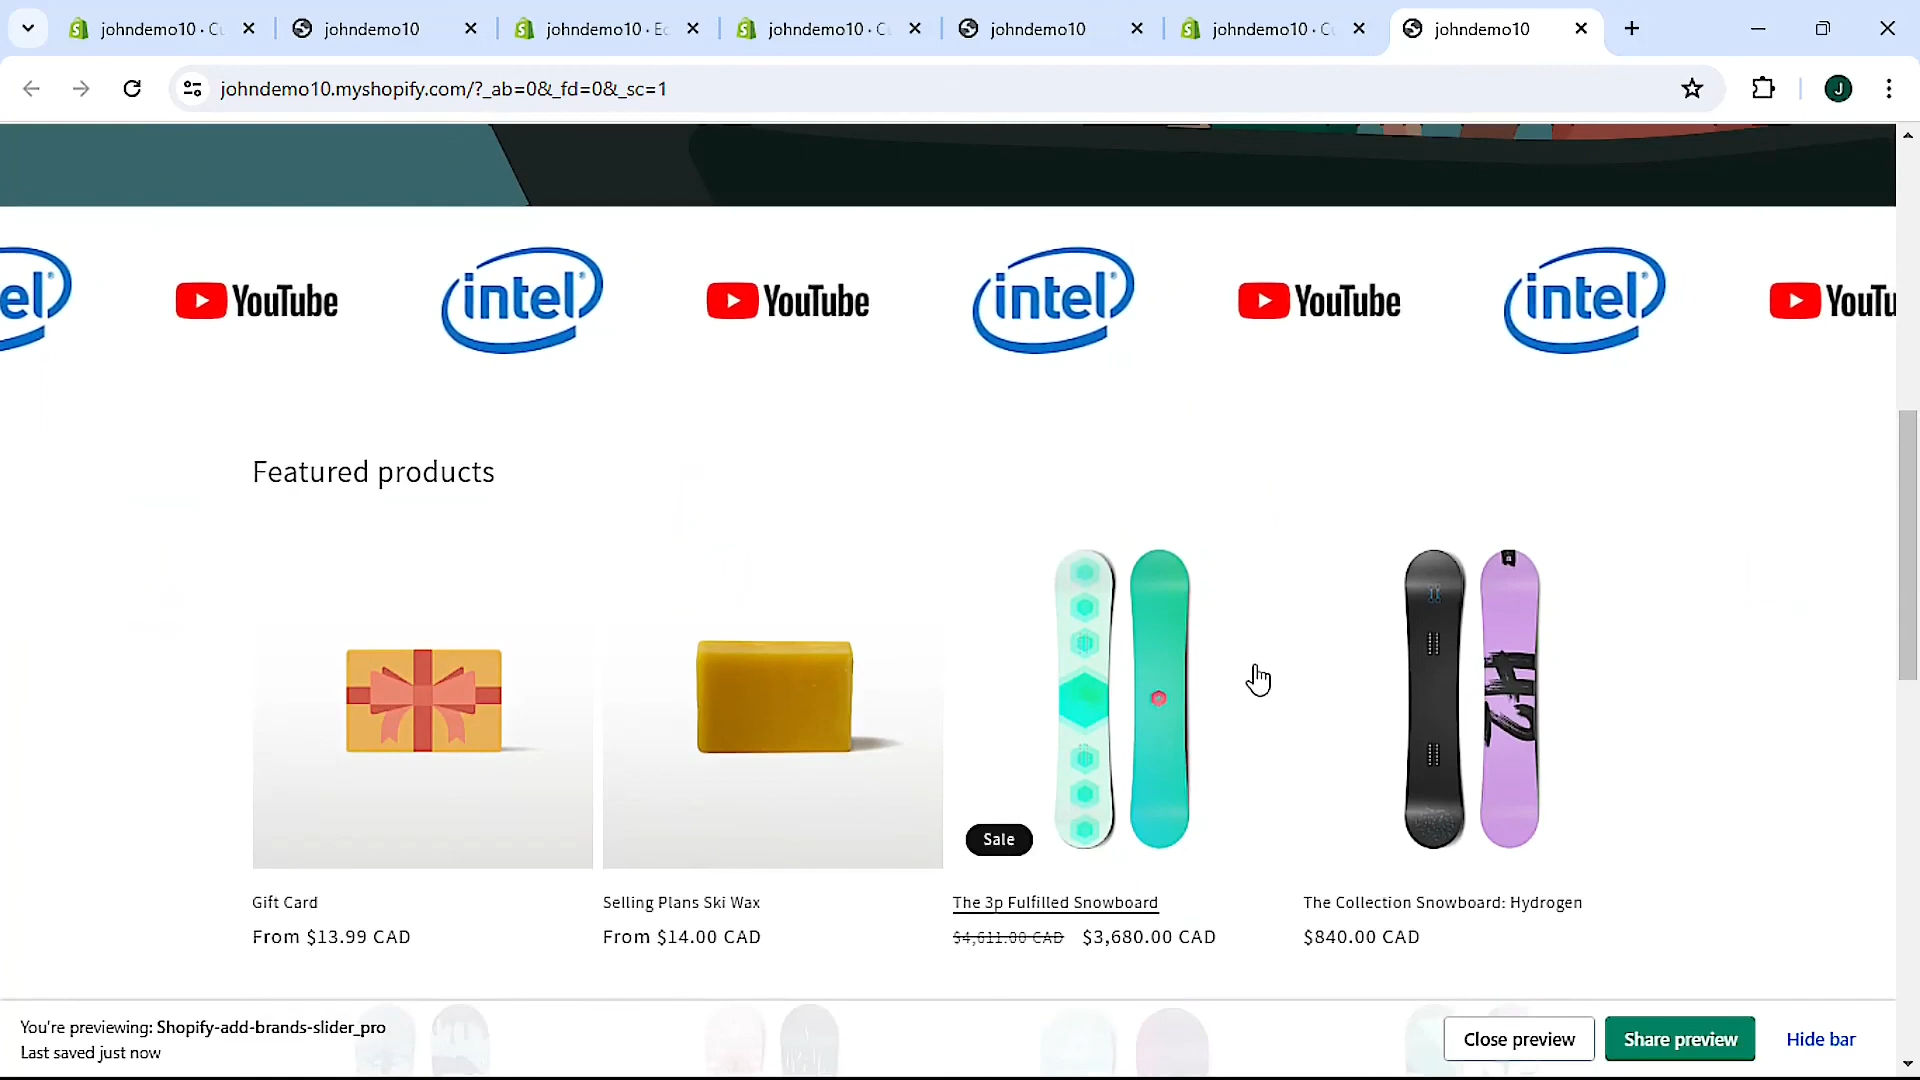 johndemo10 · Cu
johndemo10
johndemo10 · Ec
johndemo10 · Cu
johndemo10
johndemo10 · Cu
johndemo10
johndemo10.myshopify.com/?_ab=0&_fd=0&_sc=1
J
el
YouTube
intel
YouTube
intel
YouTube
intel
YouTu
Featured products
Sale
Gift Card
Selling Plans Ski Wax
The 3p Fulfilled Snowboard
The Collection Snowboard: Hydrogen
From $13.99 CAD
From $14.00 CAD
$4,611.00 CAD $3,680.00 CAD
$840.00 CAD
You're previewing: Shopify-add-brands-slider_pro
Last saved just now
Close preview
Share preview
Hide bar